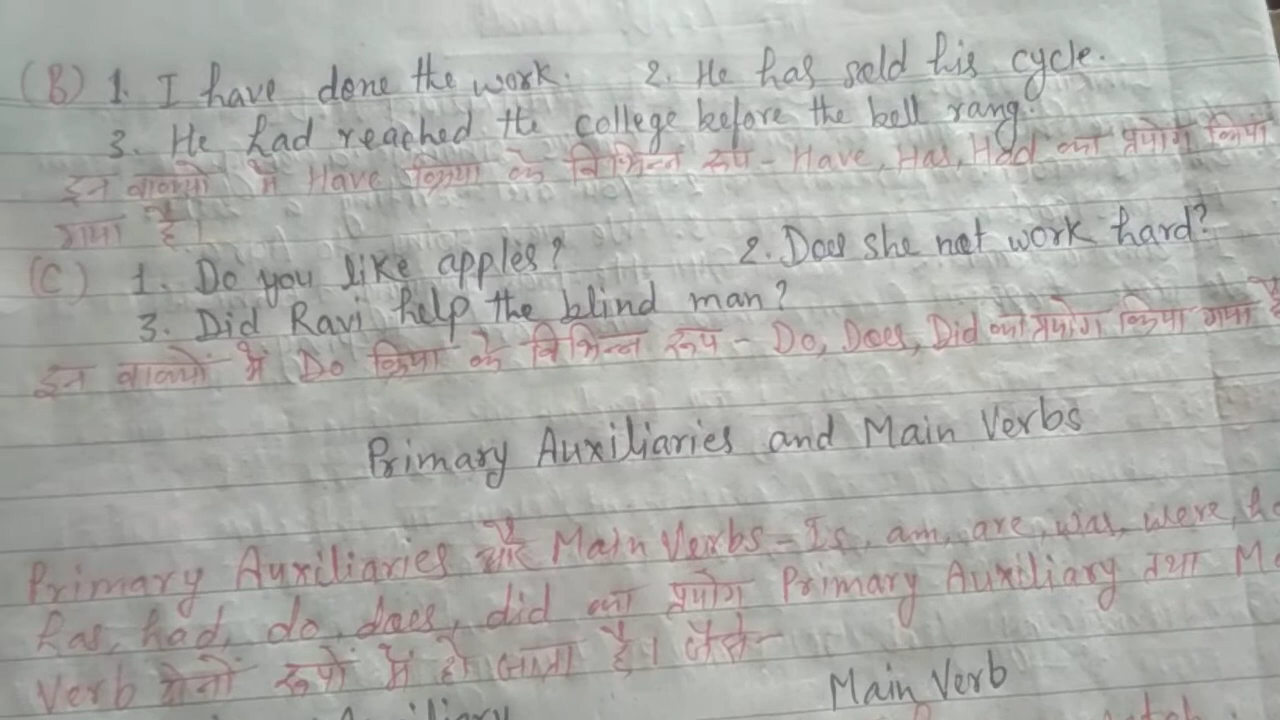 (B) 1. I have done the work. 2. He has sold his cycle.
3. He had reached the college before the bell rang.
इन वाक्यों में Have क्रिया के विभिन्न रूप - Have, Has, Had का प्रयोग किया
गया है।
(C) 1. Do you like apples? 2. Does she not work hard?
3. Did Ravi help the blind man?
इन वाक्यों में Do क्रिया के विभिन्न रूप - Do, Does, Did का प्रयोग किया गया है
Primary Auxiliaries and Main Verbs
Primary Auxiliaries और Main Verbs - Is, am, are, was, were, ha
has, had, do, does, did का प्रयोग Primary Auxiliary तथा Ma
Verb दोनों रूपों में हो जाता है। जैसे-
Main Verb